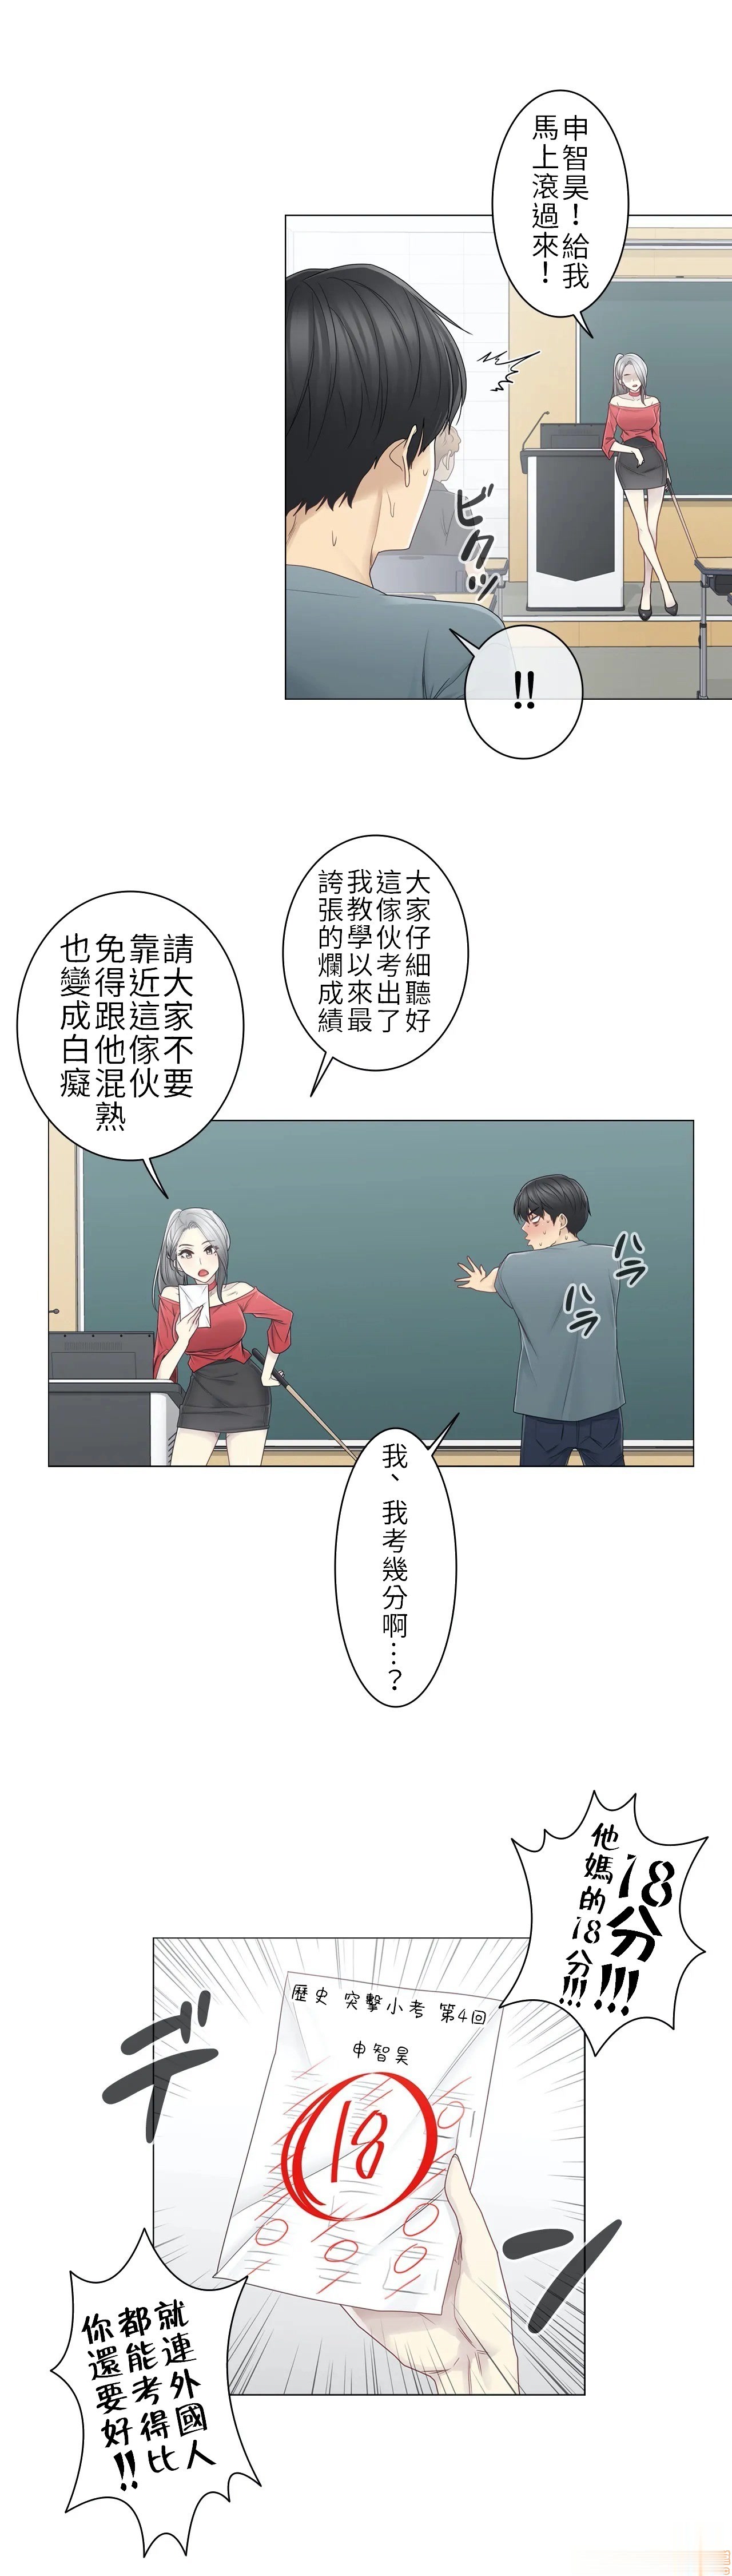 申智昊！給我
馬上滾過來！
ビクッ
!!
大家仔細聽好
這傢伙考出了
我教學以來最
誇張的爛成績
請大家不要
靠近這傢伙
免得跟他混熟
也變成白癡
ハラ
ハラ
我、我考幾分啊…？
18分!!!
他媽的18分!!!
歷史 突擊小考 第4回
申智昊
18
ボン
就連外國人
都能考得比
你還要好!!